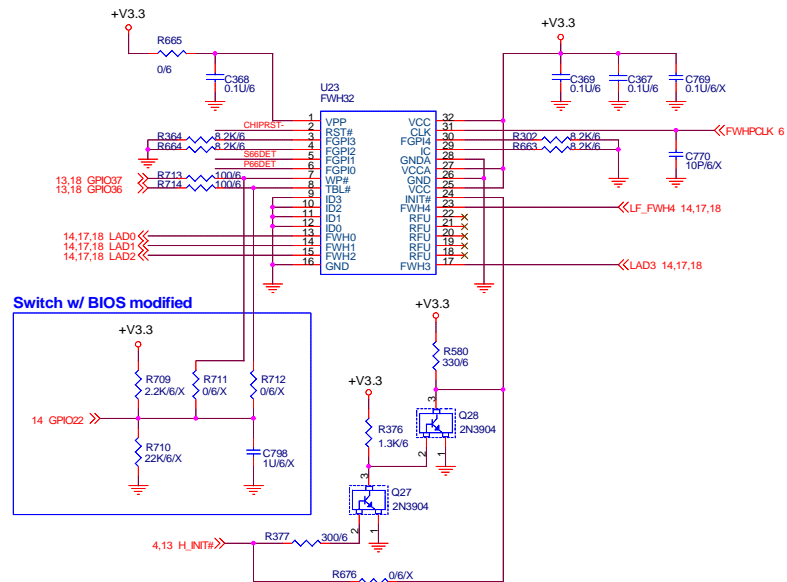 +V3.3
R665
0/6
C368
0.1U/6
U23
FWH32
+V3.3
C369
0.1U/6
C367
0.1U/6
C769
0.1U/6/X
1 VPP VCC 32
CHIPRST- 2 RST# CLK 31 FWHPCLK 6
R364 8.2K/6 3 FGPI3 FGPI4 30 R302 8.2K/6
R664 8.2K/6 4 FGPI2 IC 29 R663 8.2K/6
S66DET 5 FGPI1 GNDA 28
P66DET 6 FGPI0 VCCA 27
C770
10P/6/X
13,18 GPIO37 R713 100/6 7 WP# GND 26
13,18 GPIO36 R714 100/6 8 TBL# VCC 25
9 ID3 INIT# 24
10 ID2 FWH4 23 LF_FWH4 14,17,18
11 ID1 RFU 22
12 ID0 RFU 21
14,17,18 LAD0 13 FWH0 RFU 20
14,17,18 LAD1 14 FWH1 RFU 19
14,17,18 LAD2 15 FWH2 RFU 18
16 GND FWH3 17 LAD3 14,17,18
Switch w/ BIOS modified
+V3.3
R709
2.2K/6/X
R711
0/6/X
R712
0/6/X
14 GPIO22
R710
22K/6/X
C798
1U/6/X
+V3.3
R580
330/6
+V3.3
R376
1.3K/6
3
Q28
2N3904
2 1
3
Q27
2N3904
2 1
4,13 H_INIT# R377 300/6
R676 0/6/X